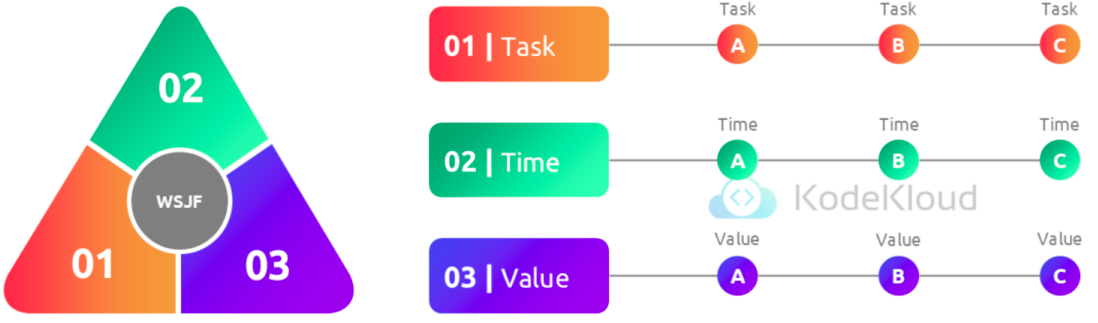 02
WSJF
01
03
Task Task Task
01 | Task A B C
Time Time Time
02 | Time A B C
KodeKloud
Value Value Value
03 | Value A B C